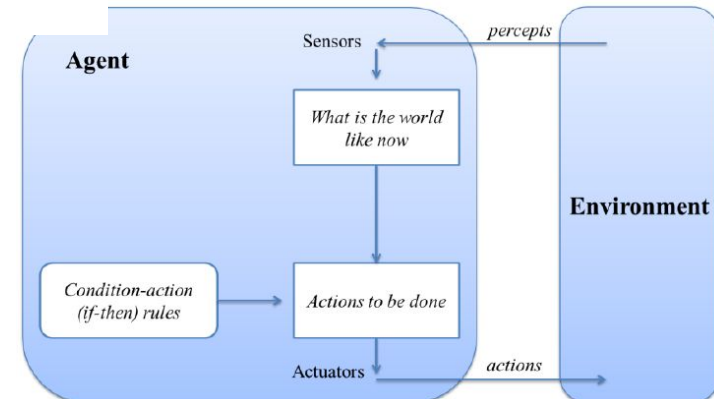 percepts
Sensors
Agent
What is the world
like now
Environment
Condition-action
(if-then) rules
Actions to be done
Actuators
actions